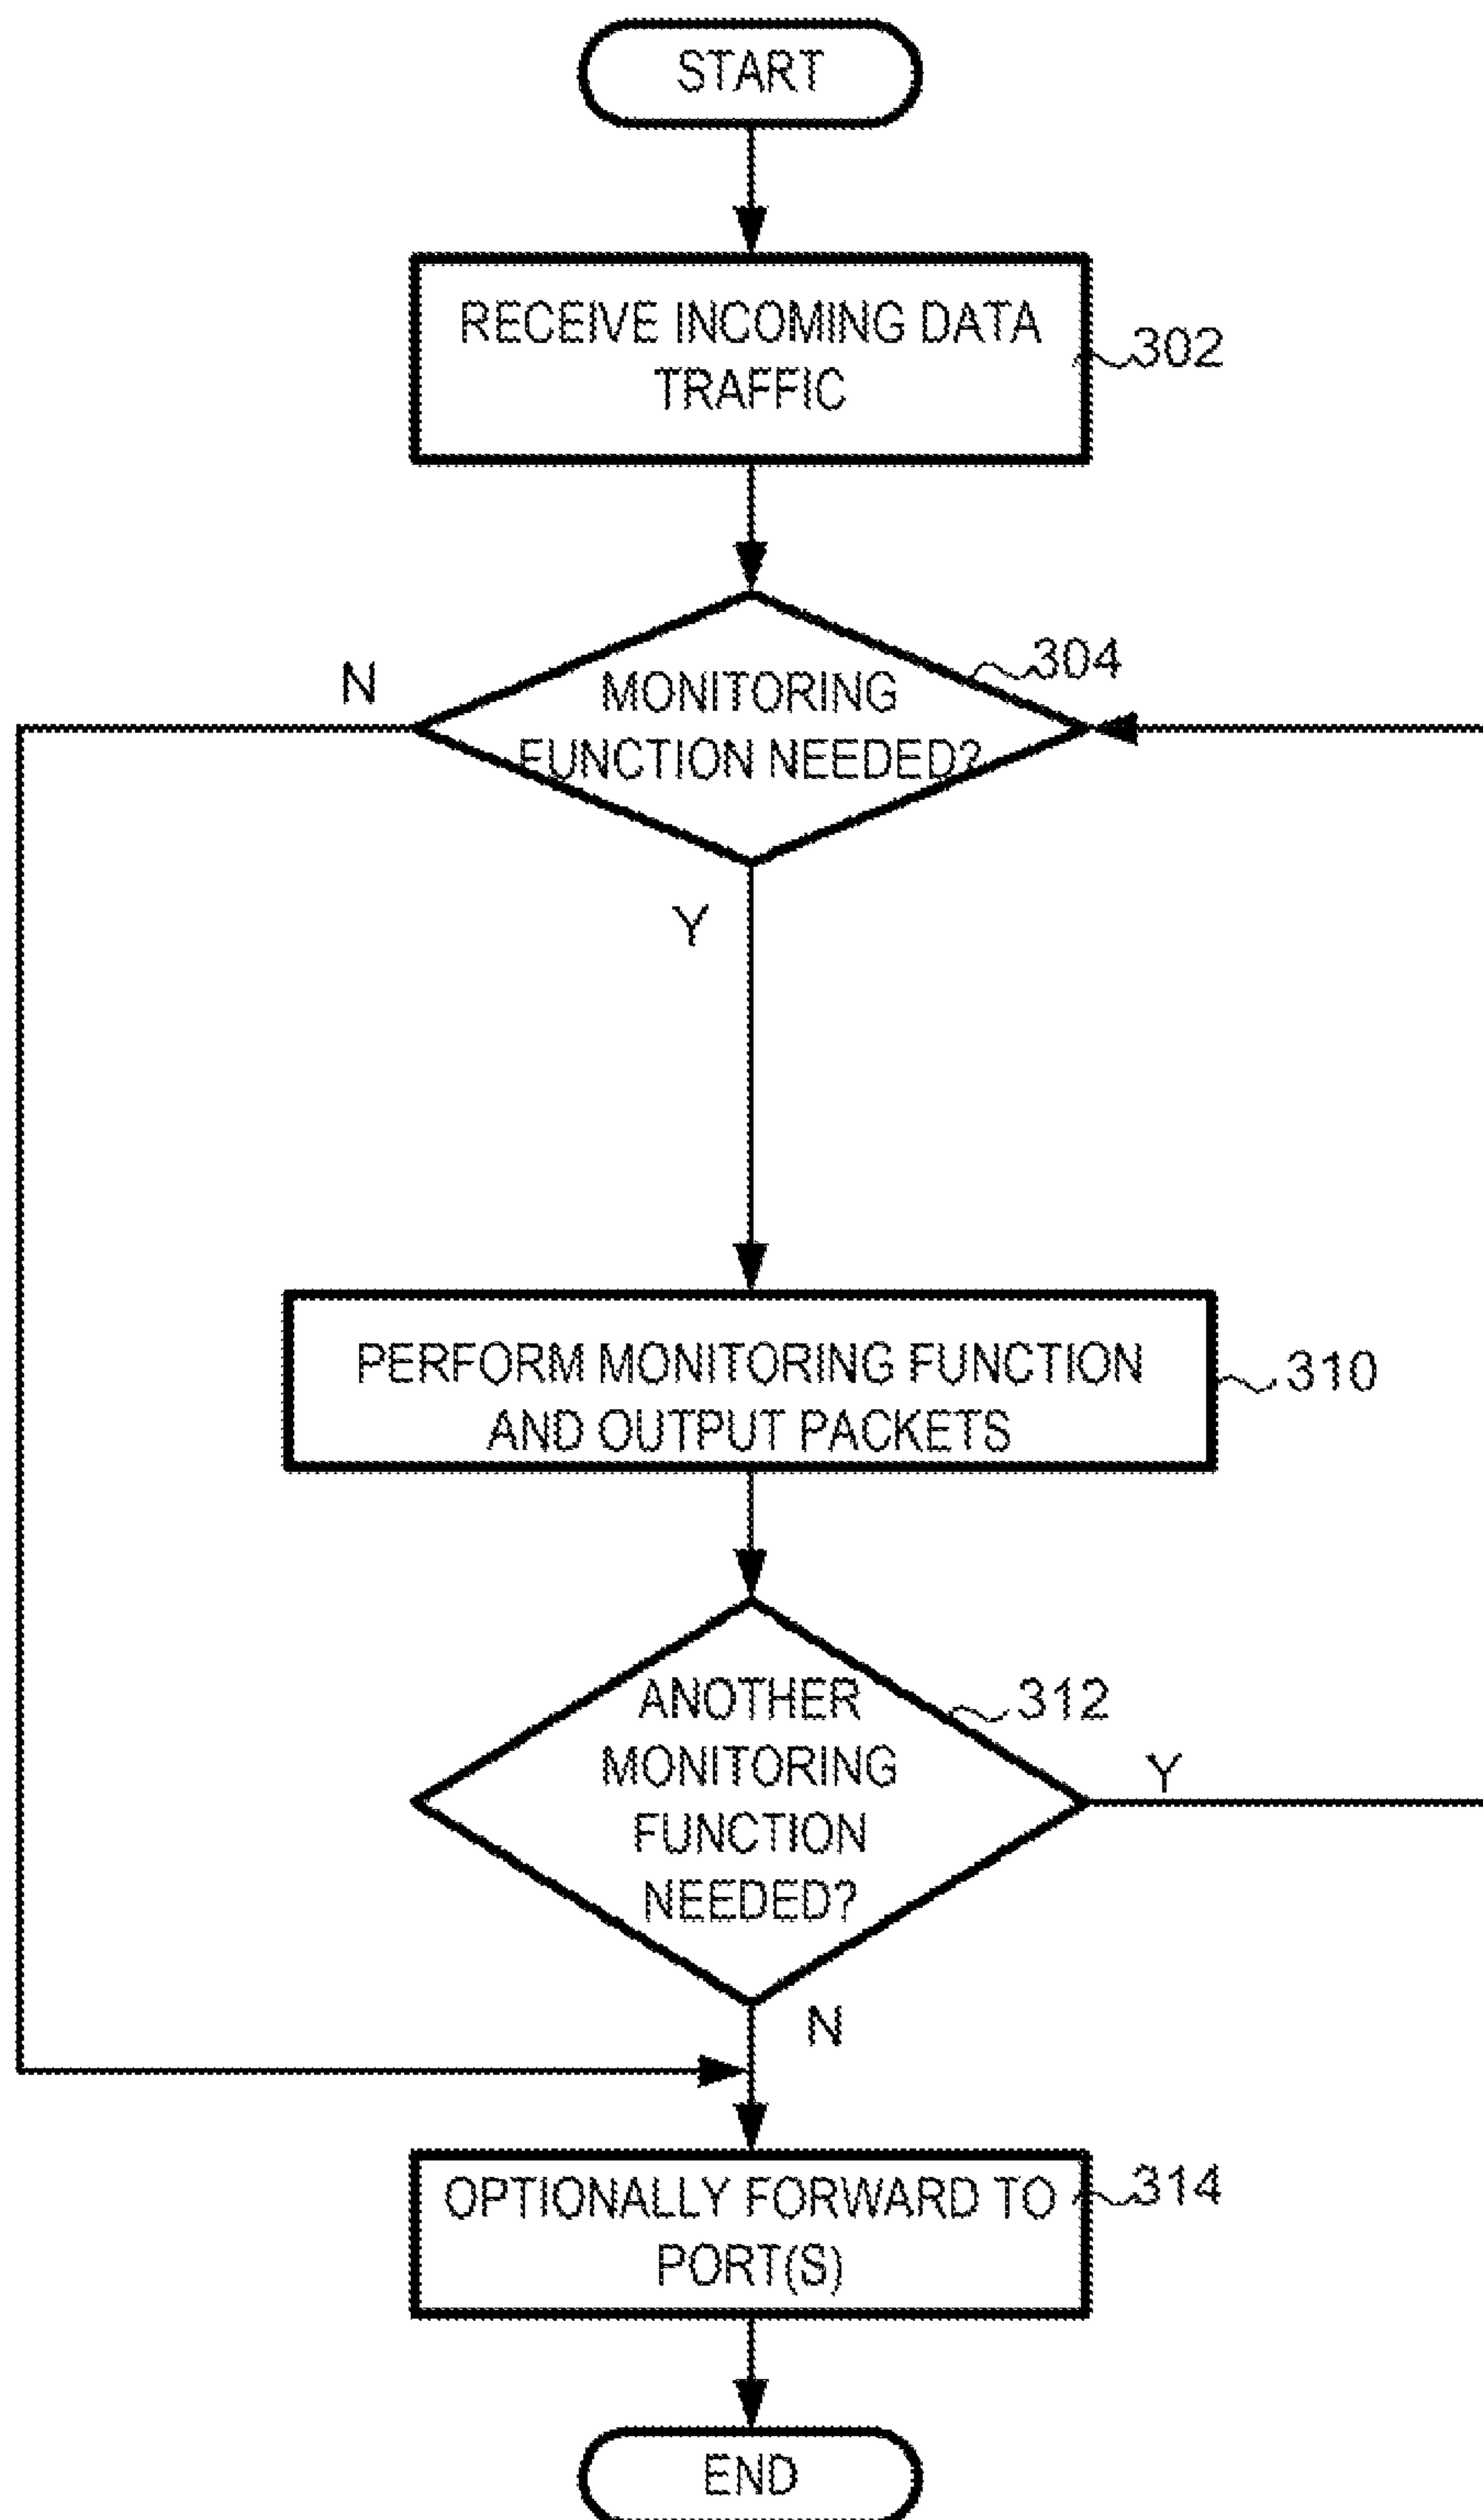 START
RECEIVE INCOMING DATA
TRAFFIC
302
304
N
MONITORING
FUNCTION NEEDED?
Y
PERFORM MONITORING FUNCTION
AND OUTPUT PACKETS
310
ANOTHER
MONITORING
FUNCTION
NEEDED?
312
Y
N
OPTIONALLY FORWARD TO
PORT(S)
314
END